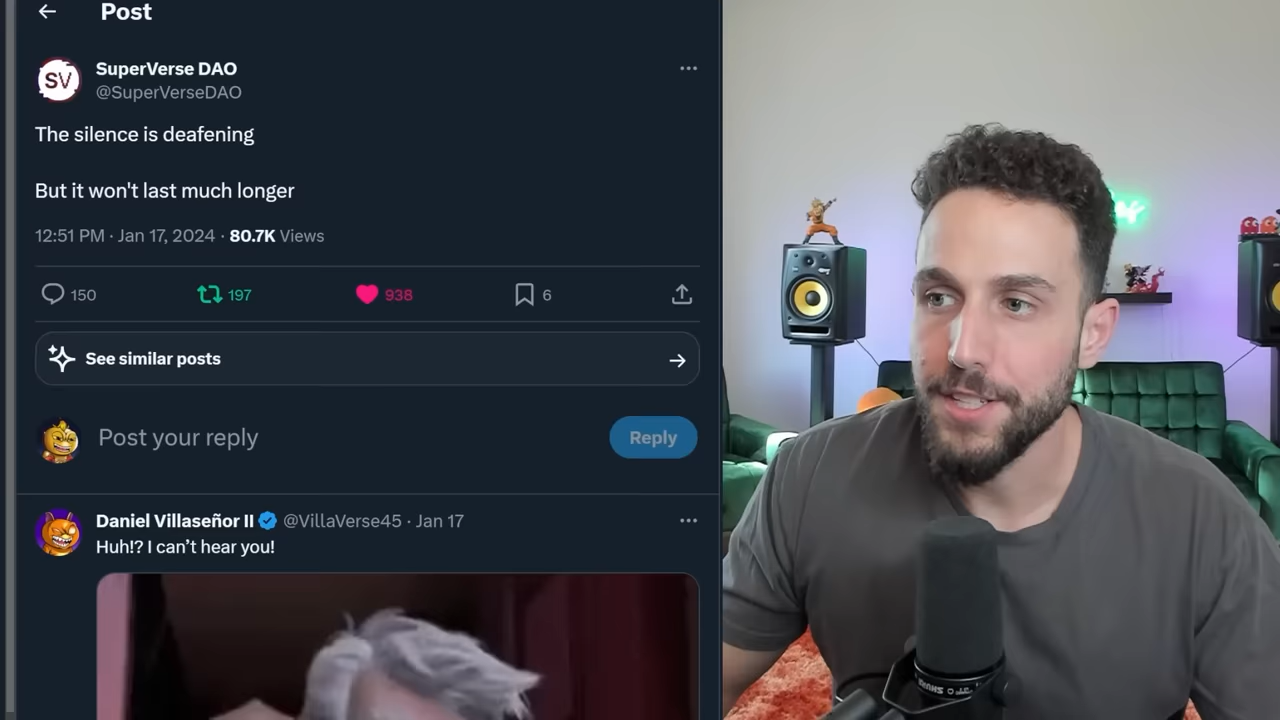 Post
SV
SuperVerse DAO
@SuperVerseDAO
The silence is deafening
But it won't last much longer
12:51 PM · Jan 17, 2024 · 80.7K Views
150 197 938 6
See similar posts
Post your reply
Reply
Daniel Villaseñor II @VillaVerse45 · Jan 17
Huh!? I can’t hear you!